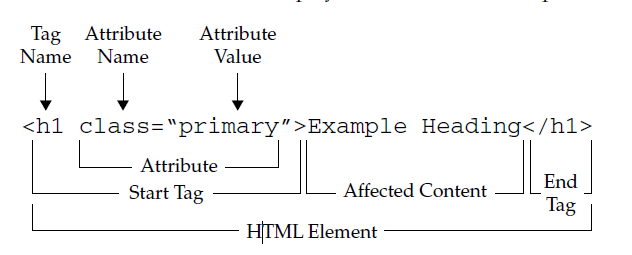 Tag Attribute Attribute
Name Name Value
<h1 class=“primary”>Example Heading</h1>
Attribute
Start Tag Affected Content End
Tag
HTML Element